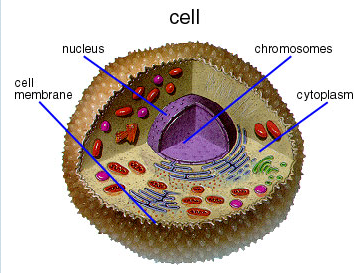 cell
nucleus
chromosomes
cell
membrane
cytoplasm